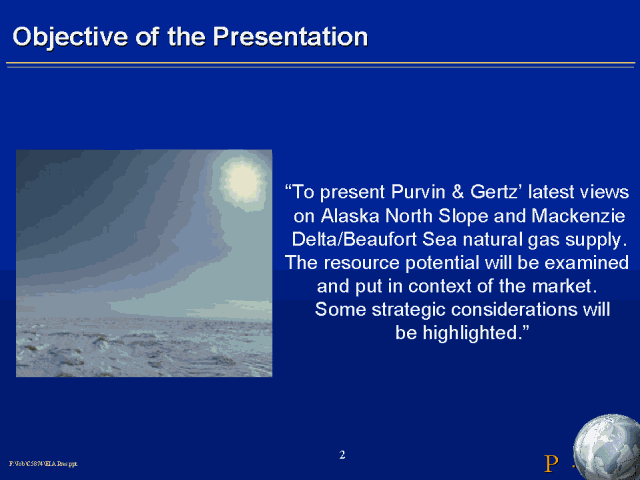 Objective of the Presentation
“To present Purvin & Gertz’ latest views
on Alaska North Slope and Mackenzie
Delta/Beaufort Sea natural gas supply.
The resource potential will be examined
and put in context of the market.
Some strategic considerations will
be highlighted.”
2
P